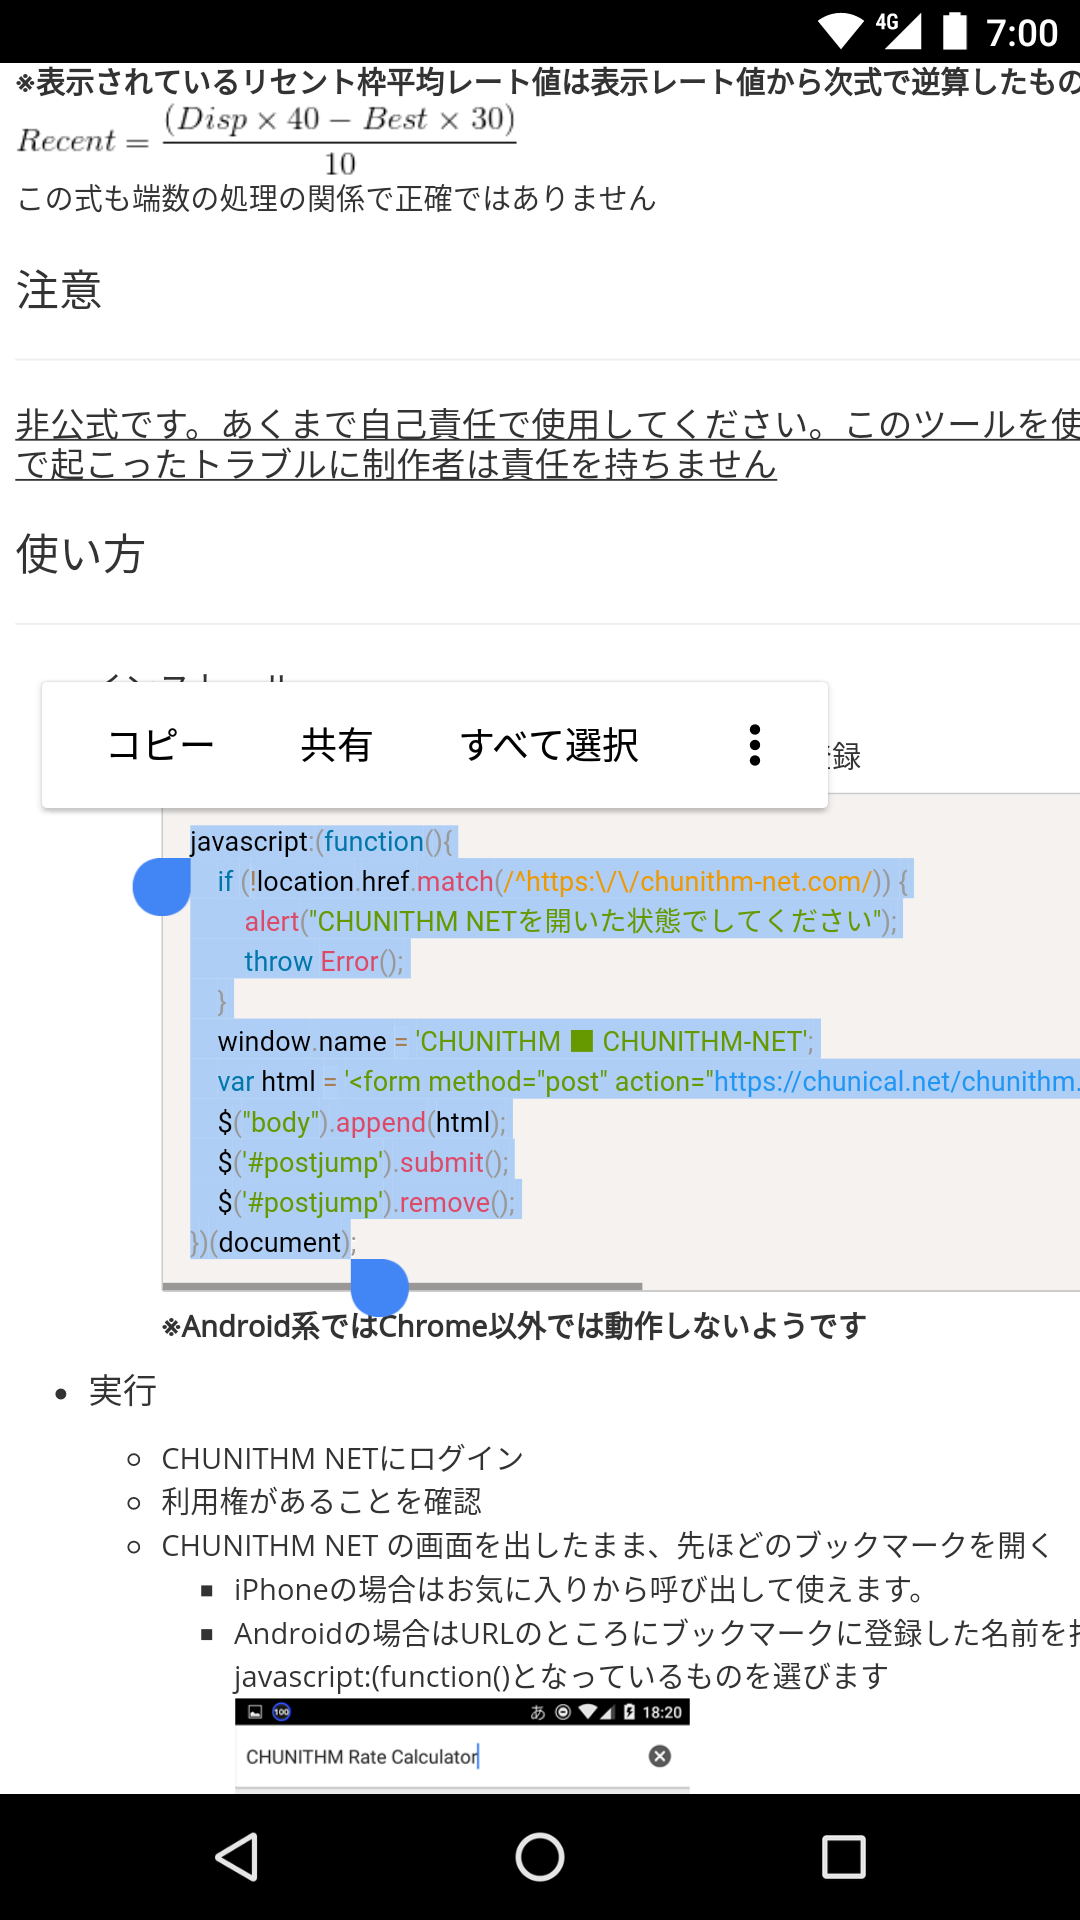 4G 7:00
※表示されているリセント枠平均レート値は表示レート値から次式で逆算したもの
Recent = (Disp × 40 − Best × 30) / 10
この式も端数の処理の関係で正確ではありません
注意
非公式です。あくまで自己責任で使用してください。このツールを使
で起こったトラブルに制作者は責任を持ちません
使い方
コピー 共有 すべて選択
録
javascript:(function(){
if (!location.href.match(/^https:\/\/chunithm-net.com/)) {
alert("CHUNITHM NETを開いた状態でしてください");
throw Error();
}
window.name = 'CHUNITHM ■ CHUNITHM-NET';
var html = '<form method="post" action="https://chunical.net/chunithm.
$("body").append(html);
$('#postjump').submit();
$('#postjump').remove();
})(document);
※Android系ではChrome以外では動作しないようです
• 実行
○ CHUNITHM NETにログイン
○ 利用権があることを確認
○ CHUNITHM NET の画面を出したまま、先ほどのブックマークを開く
■ iPhoneの場合はお気に入りから呼び出して使えます。
■ Androidの場合はURLのところにブックマークに登録した名前を
javascript:(function()となっているものを選びます
100 あ 18:20
CHUNITHM Rate Calculator